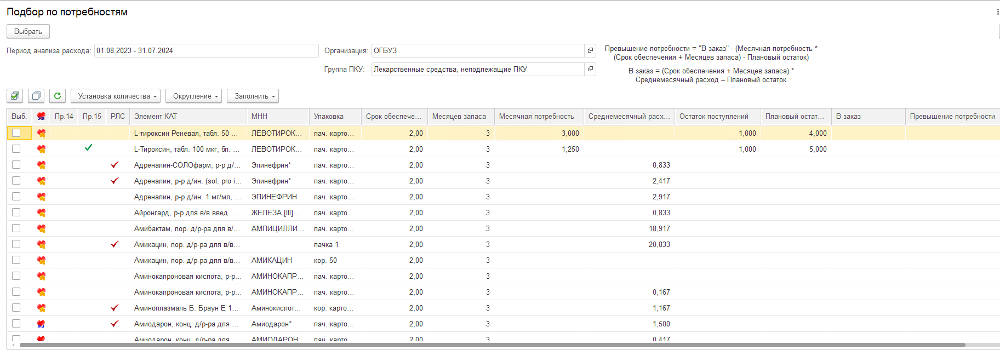 Подбор по потребностям
Выбрать
Период анализа расхода: 01.08.2023 - 31.07.2024 Организация: ОГБУЗ
Превышение потребности = "В заказ" - (Месячная потребность *
(Срок обеспечения + Месяцев запаса) - Плановый остаток)
Группа ПКУ: Лекарственные средства, неподлежащие ПКУ
В заказ = (Срок обеспечения + Месяцев запаса) *
Среднемесячный расход – Плановый остаток
Установка количества Округление Заполнить
Выб. ЖВ Пр.14 Пр.15 РЛС Элемент КАТ МНН Упаковка Срок обеспече... Месяцев запаса Месячная потребность Среднемесячный расх... Остаток поступлений Плановый остат... В заказ Превышение потребности
L-тироксин Реневал, табл. 50 ... ЛЕВОТИРОК... пач. карто... 2,00 3 3,000 1,000 4,000
L-Тироксин, табл. 100 мкг, бл. ... ЛЕВОТИРОК... пач. карто... 2,00 3 1,250 1,000 5,000
Адреналин-СОЛОфарм, р-р д/... Эпинефрин* пач. карто... 2,00 3 0,833
Адреналин, р-р д/ин. (sol. pro i... Эпинефрин* пач. карто... 2,00 3 2,417
Адреналин, р-р д/ин. 1 мг/мл, ... ЭПИНЕФРИН пач. карто... 2,00 3 2,917
Айронгард, р-р для в/в введ. ... ЖЕЛЕЗА [III] ... пач. карто... 2,00 3 0,833
Амибактам, пор. д/р-ра для в/... АМПИЦИЛЛИ... пач. карто... 2,00 3 18,917
Амикацин, пор. д/р-ра для в/в... пачка 1 2,00 3 20,833
Амикацин, пор. д/р-ра для в/в... АМИКАЦИН кор. 50 2,00 3
Аминокапроновая кислота, р-р... АМИНОКАПР... пач. карто... 2,00 3
Аминокапроновая кислота, р-р... АМИНОКАПР... пач. карто... 2,00 3 0,167
Аминоплазмаль Б. Браун Е 1... Аминокислот... кор. карто... 2,00 3 1,167
ЖВ Амиодарон, конц. д/р-ра для ... Амиодарон* пач. карто... 2,00 3 1,500
Амиодарон, конц. д/р-ра для АМИОДАРОН пач. карто 2,00 3 0,417